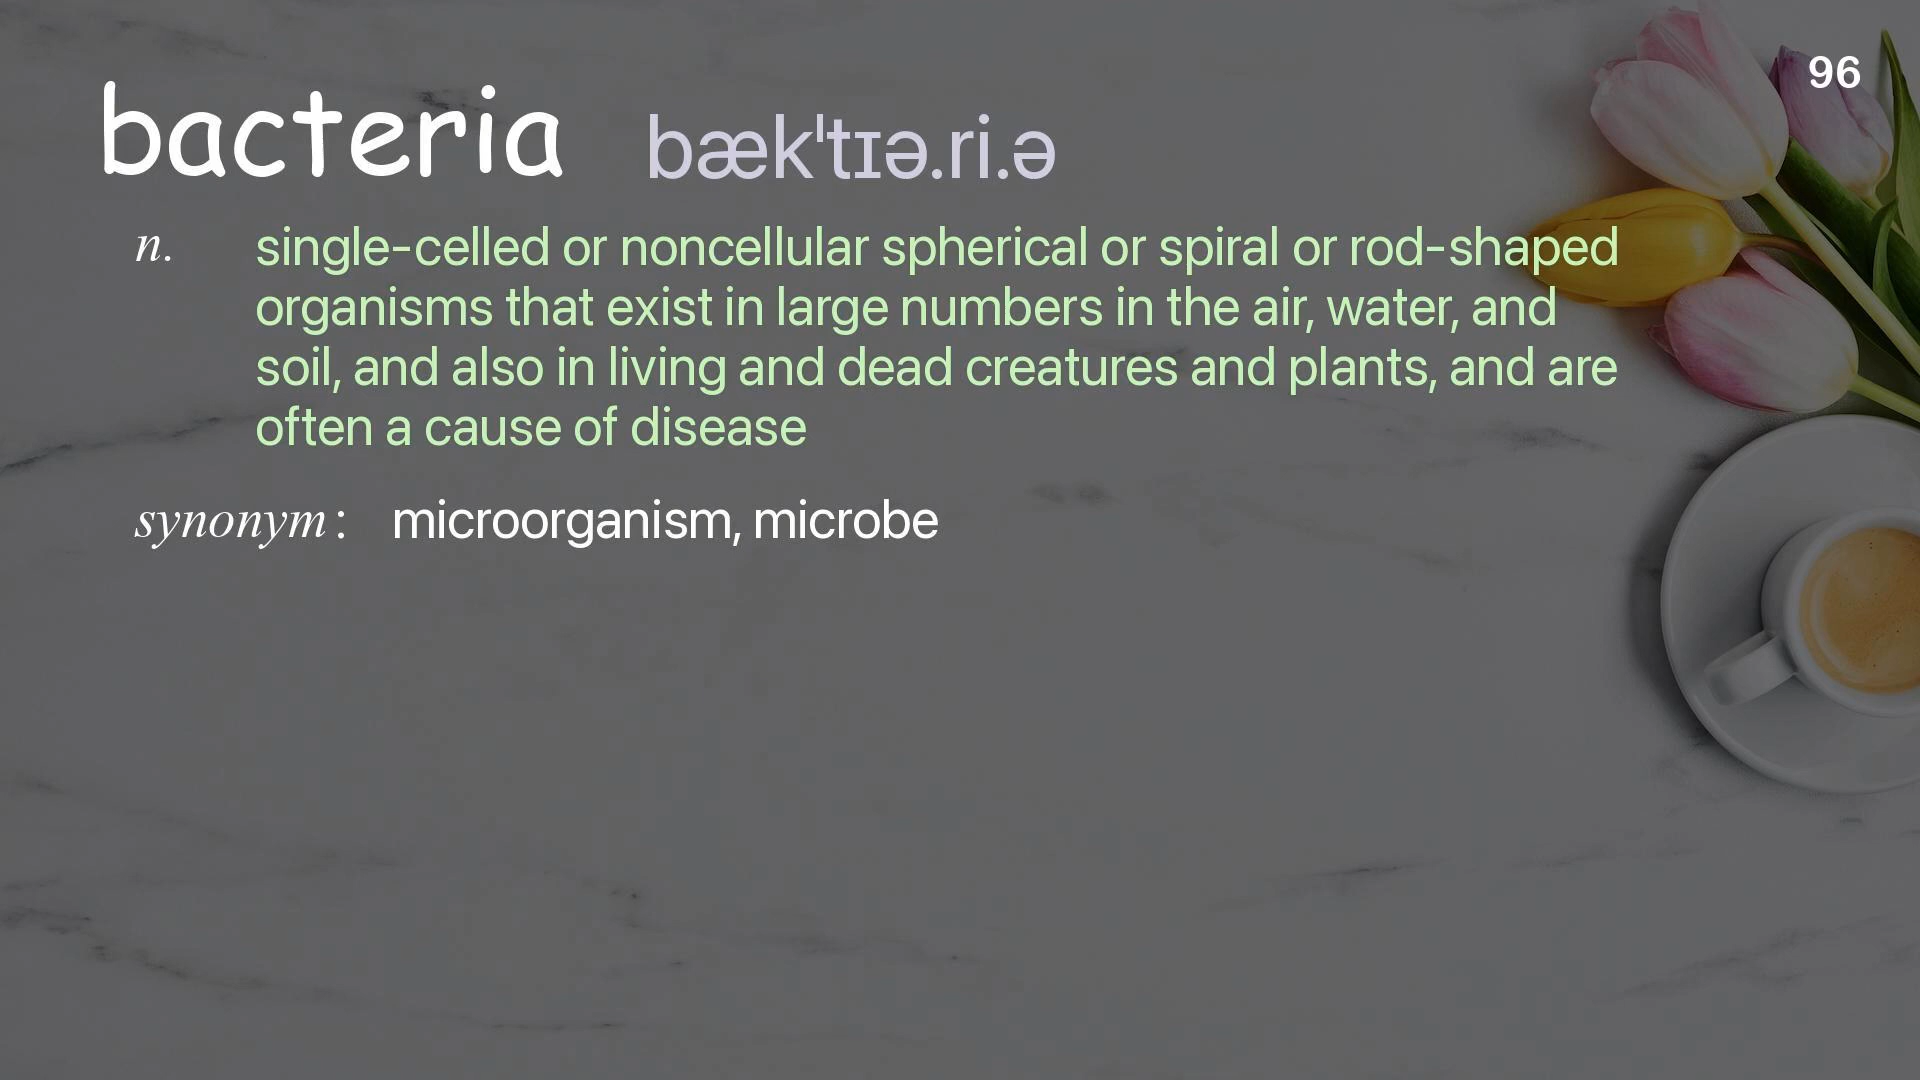 96
bacteria bækˈtɪə.ri.ə
n. single-celled or noncellular spherical or spiral or rod-shaped
organisms that exist in large numbers in the air, water, and
soil, and also in living and dead creatures and plants, and are
often a cause of disease
synonym: microorganism, microbe